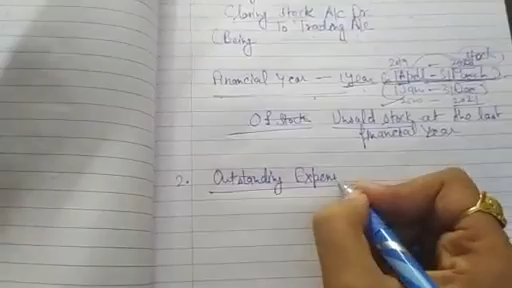 Closing Stock A/c Dr
To Trading A/c
(Being
Stock
2019
Financial Year — 1 Year
1 April - 31 March
(1 Jan - 31 Dec)
2020 2021
Unsold stock at the last
financial year
2. Outstanding Expens